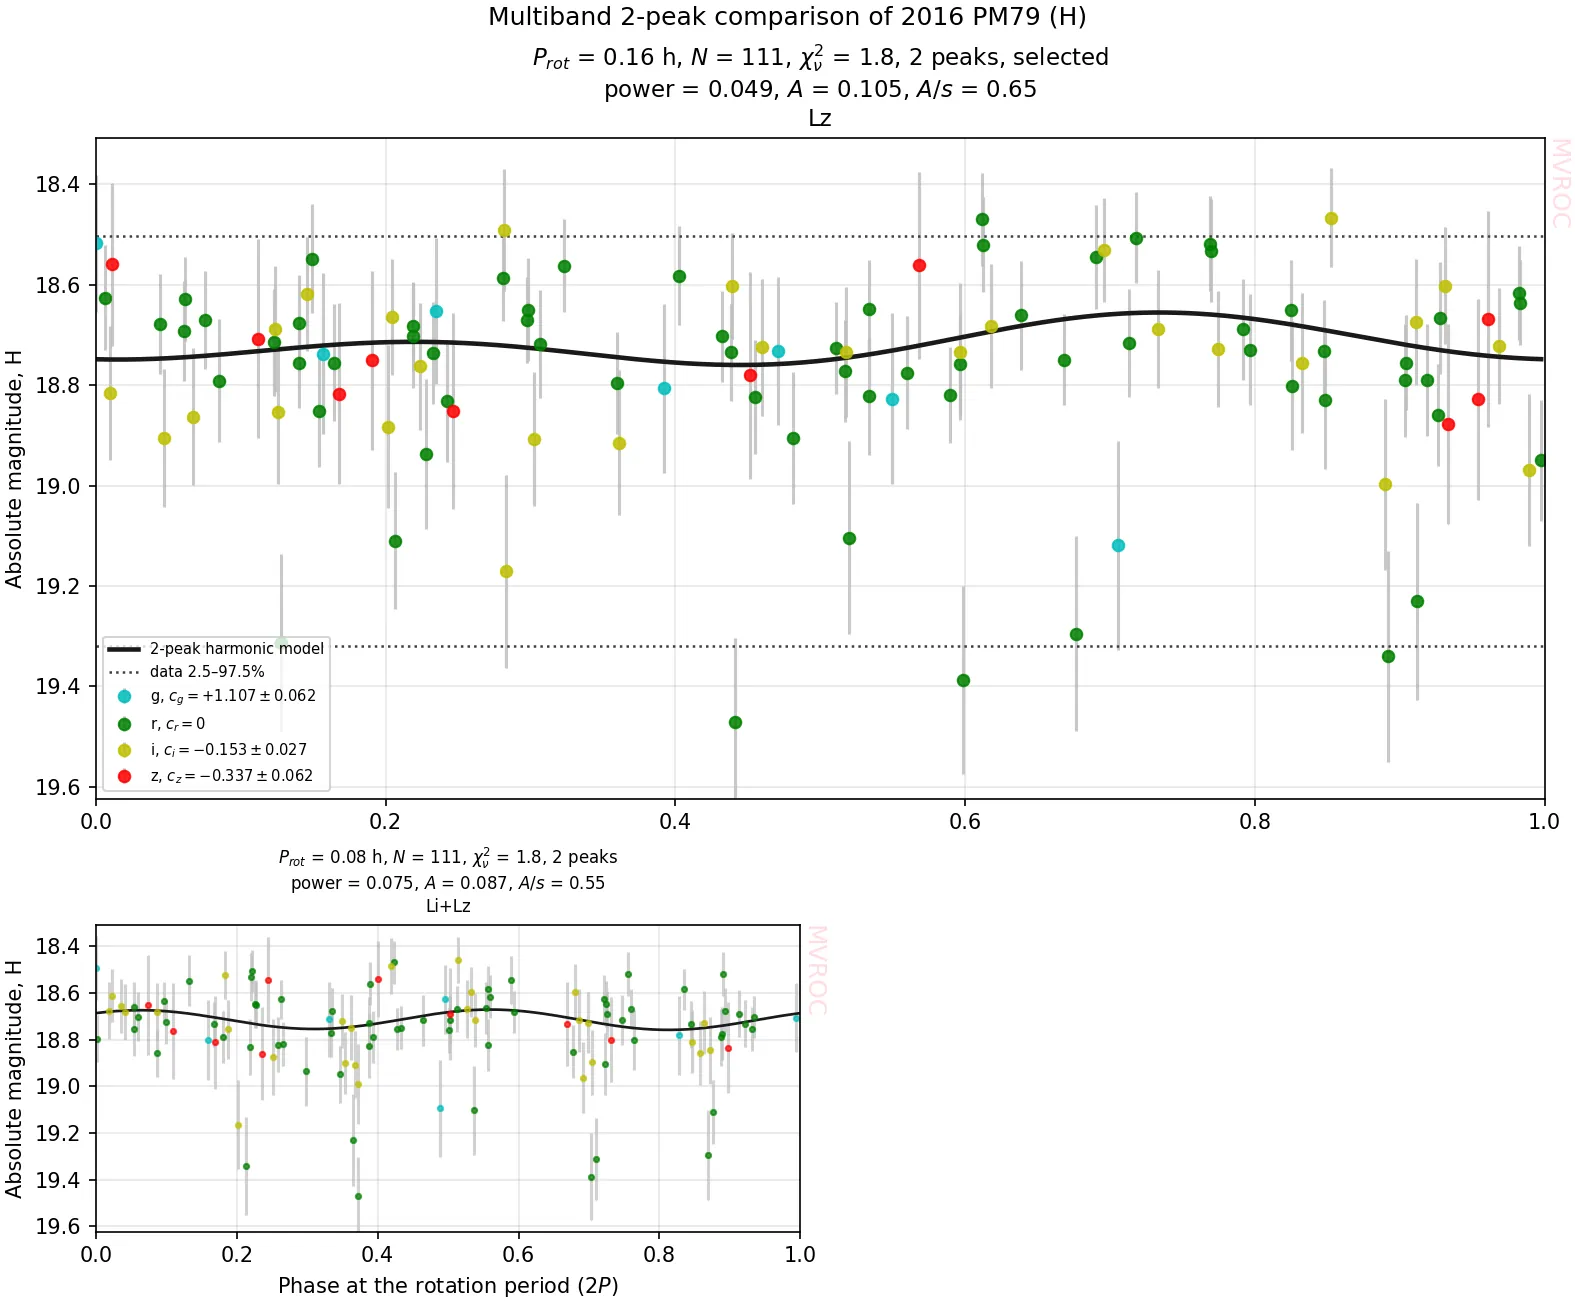 Multiband 2-peak comparison of 2016 PM79 (H)
P_rot = 0.16 h, N = 111, χ²_ν = 1.8, 2 peaks, selected
power = 0.049, A = 0.105, A/s = 0.65
Lz
MVROC
Absolute magnitude, H
18.4
18.6
18.8
19.0
19.2
19.4
19.6
2-peak harmonic model
data 2.5–97.5%
g, c_g = +1.107 ± 0.062
r, c_r = 0
i, c_i = −0.153 ± 0.027
z, c_z = −0.337 ± 0.062
0.0 0.2 0.4 0.6 0.8 1.0
P_rot = 0.08 h, N = 111, χ²_ν = 1.8, 2 peaks
power = 0.075, A = 0.087, A/s = 0.55
Li+Lz
MVROC
Absolute magnitude, H
18.4
18.6
18.8
19.0
19.2
19.4
19.6
0.0 0.2 0.4 0.6 0.8 1.0
Phase at the rotation period (2P)